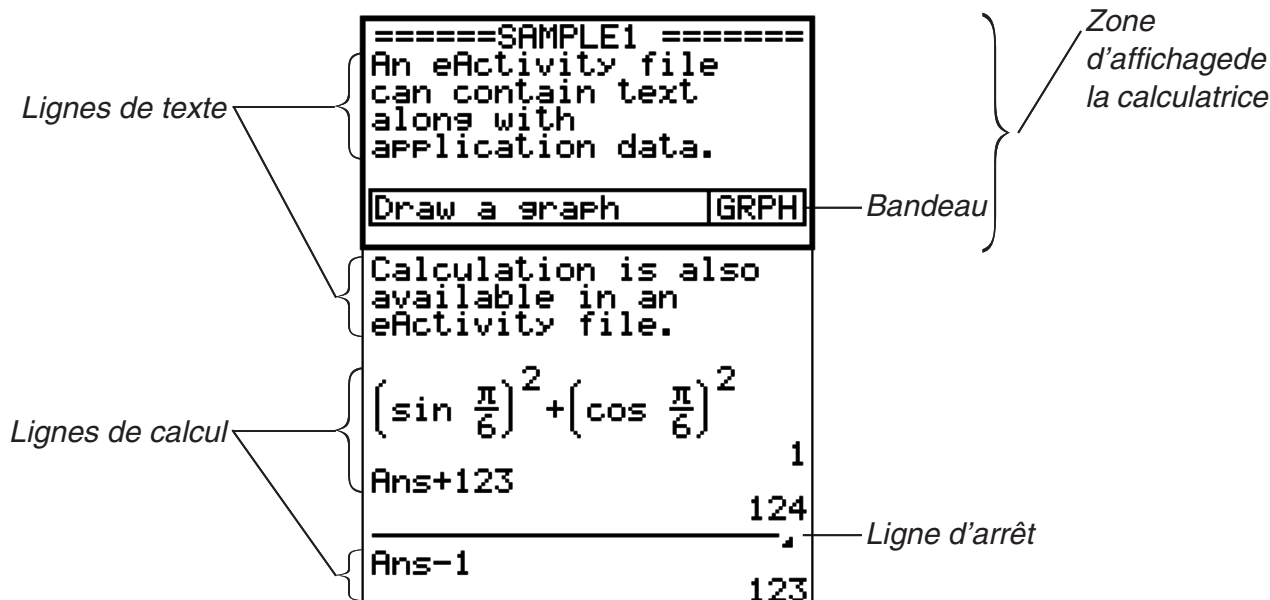 ======SAMPLE1 =======
An eActivity file
can contain text
along with
application data.
Draw a graph GRPH
Calculation is also
available in an
eActivity file.
(sin π/6)²+(cos π/6)²
1
Ans+123
124
Ans-1
123
Lignes de texte
Lignes de calcul
Zone
d'affichagede
la calculatrice
Bandeau
Ligne d'arrêt